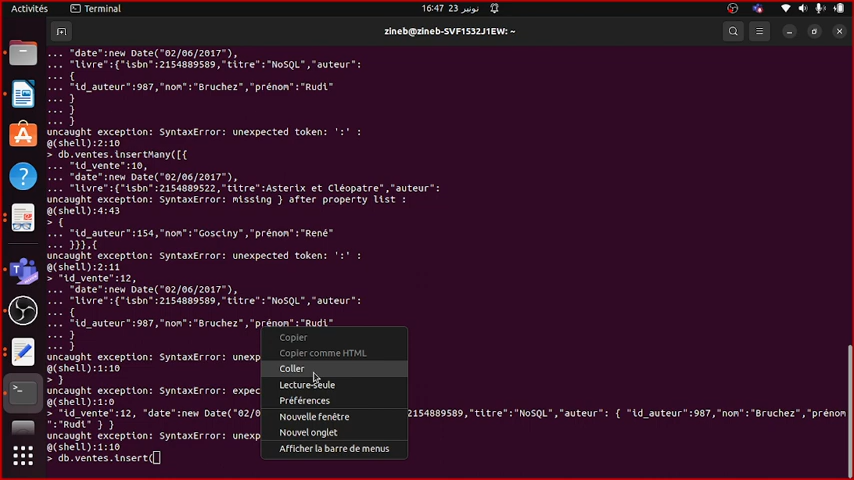 Activités
Terminal
16:47 23 نونبر
zineb@zineb-SVF1532J1EW: ~
... "date":new Date("02/06/2017"),
... "livre":{"isbn":2154889589,"titre":"NoSQL","auteur":
... {
... "id_auteur":987,"nom":"Bruchez","prénom":"Rudi"
... }
... }
... }
uncaught exception: SyntaxError: unexpected token: ':' :
@(shell):2:10
> db.ventes.insertMany([{
... "id_vente":10,
... "date":new Date("02/06/2017"),
... "livre":{"isbn":2154889522,"titre":Asterix et Cléopatre","auteur":
uncaught exception: SyntaxError: missing } after property list :
@(shell):4:43
> {
... "id_auteur":154,"nom":"Gosciny","prénom":"René"
... }}},{
uncaught exception: SyntaxError: unexpected token: ':' :
@(shell):2:11
> "id_vente":12,
... "date":new Date("02/06/2017"),
... "livre":{"isbn":2154889589,"titre":"NoSQL","auteur":
... {
... "id_auteur":987,"nom":"Bruchez","prénom":"Rudi"
... }
... }
uncaught exception: SyntaxError: unexp
@(shell):1:10
> }
uncaught exception: SyntaxError: expec
@(shell):1:0
> "id_vente":12, "date":new Date("02/0 2154889589,"titre":"NoSQL","auteur: { "id_auteur":987,"nom":"Bruchez","prénom
":"Rudi" } }
uncaught exception: SyntaxError: unexp
@(shell):1:10
> db.ventes.insert(
Copier
Copier comme HTML
Coller
Lecture seule
Préférences
Nouvelle fenêtre
Nouvel onglet
Afficher la barre de menus